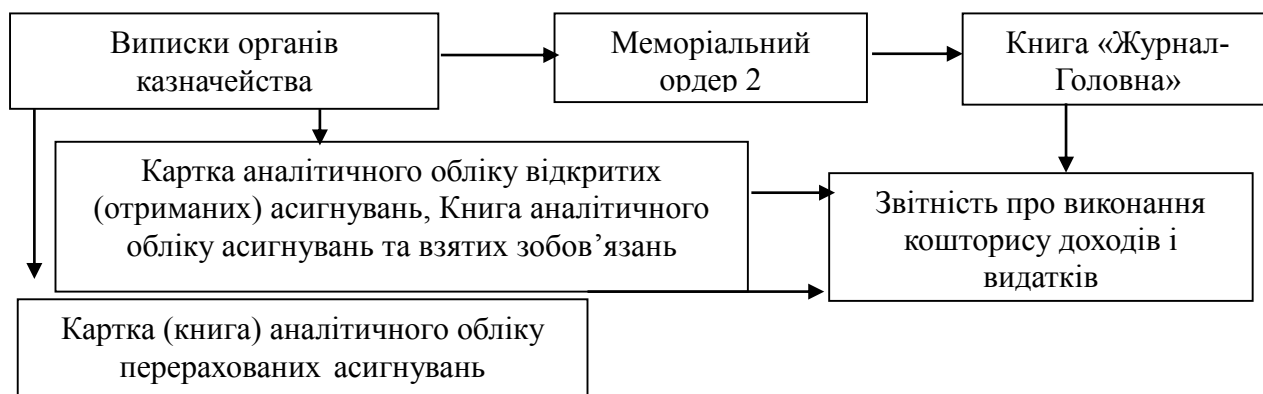 Виписки органів
казначейства
Меморіальний
ордер 2
Книга «Журнал-
Головна»
Картка аналітичного обліку відкритих
(отриманих) асигнувань, Книга аналітичного
обліку асигнувань та взятих зобов’язань
Звітність про виконання
кошторису доходів і
видатків
Картка (книга) аналітичного обліку
перерахованих асигнувань